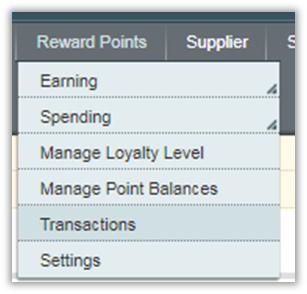 Reward Points Supplier S
Earning
Spending
Manage Loyalty Level
Manage Point Balances
Transactions
Settings